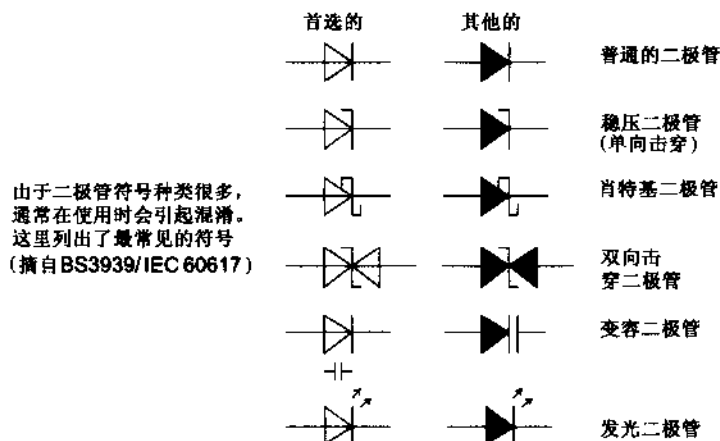 首选的 其他的
普通的二极管
稳压二极管
(单向击穿)
肖特基二极管
由于二极管符号种类很多，
通常在使用时会引起混淆。
这里列出了最常见的符号
(摘自BS3939/IEC 60617)
双向击
穿二极管
变容二极管
发光二极管